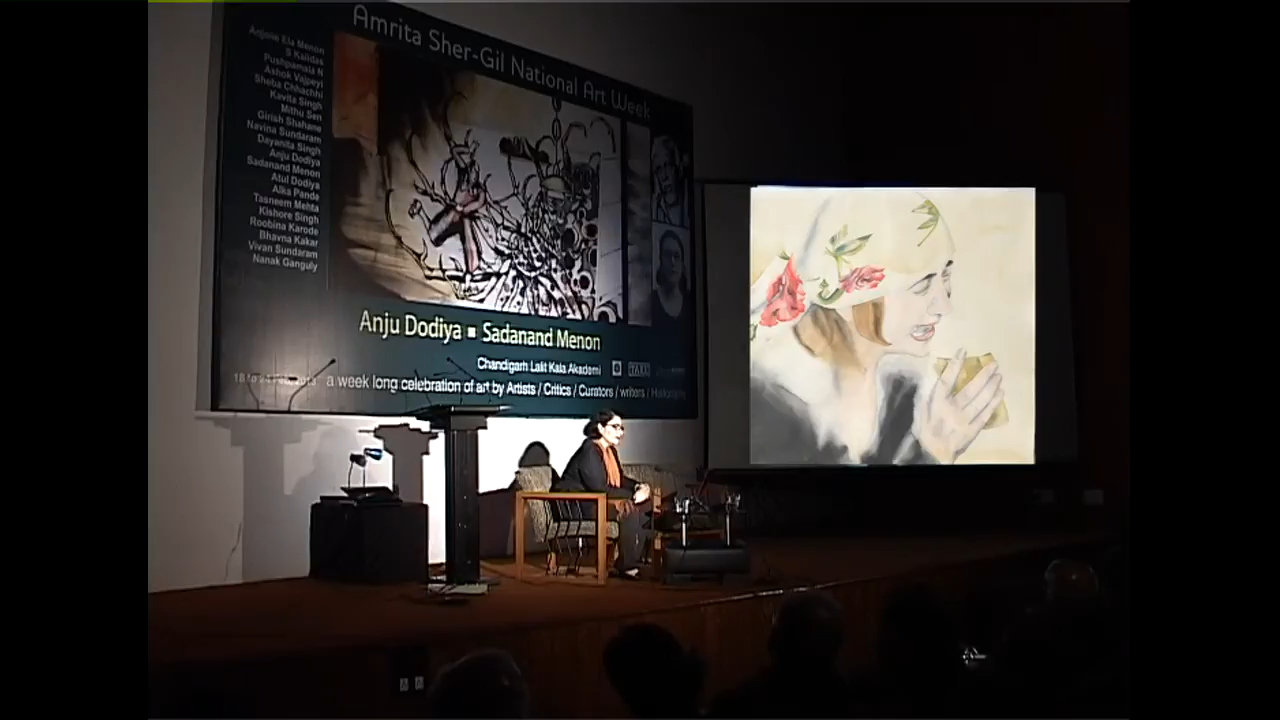 Amrita Sher-Gil National Art Week
Anjolie Ela Menon
S Kalidas
Pushpamala N
Ashok Vajpeyi
Sheba Chhachhi
Kavita Singh
Mithu Sen
Girish Shahane
Navina Sundaram
Dayanita Singh
Anju Dodiya
Sadanand Menon
Atul Dodiya
Alka Pande
Tasneem Mehta
Kishore Singh
Roobina Karode
Bhavna Kakar
Vivan Sundaram
Nanak Ganguly
Anju Dodiya ▪ Sadanand Menon
Chandigarh Lalit Kala Akademi
a week long celebration of art by Artists / Critics / Curators / writers /